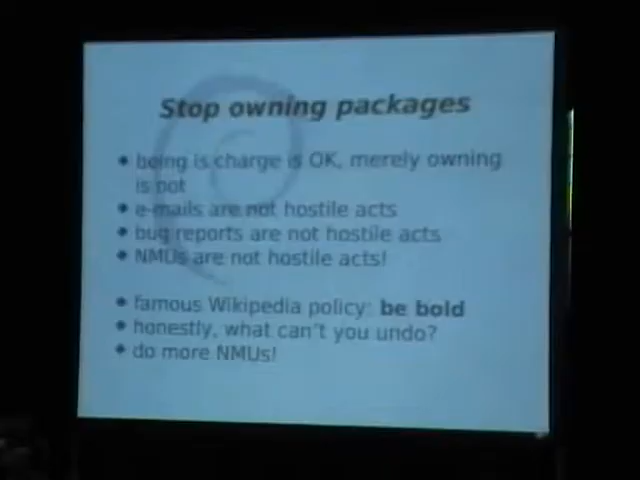 Stop owning packages
• being is charge is OK, merely owning
is not
• e-mails are not hostile acts
• bug reports are not hostile acts
• NMUs are not hostile acts!
• famous Wikipedia policy: be bold
• honestly, what can't you undo?
• do more NMUs!